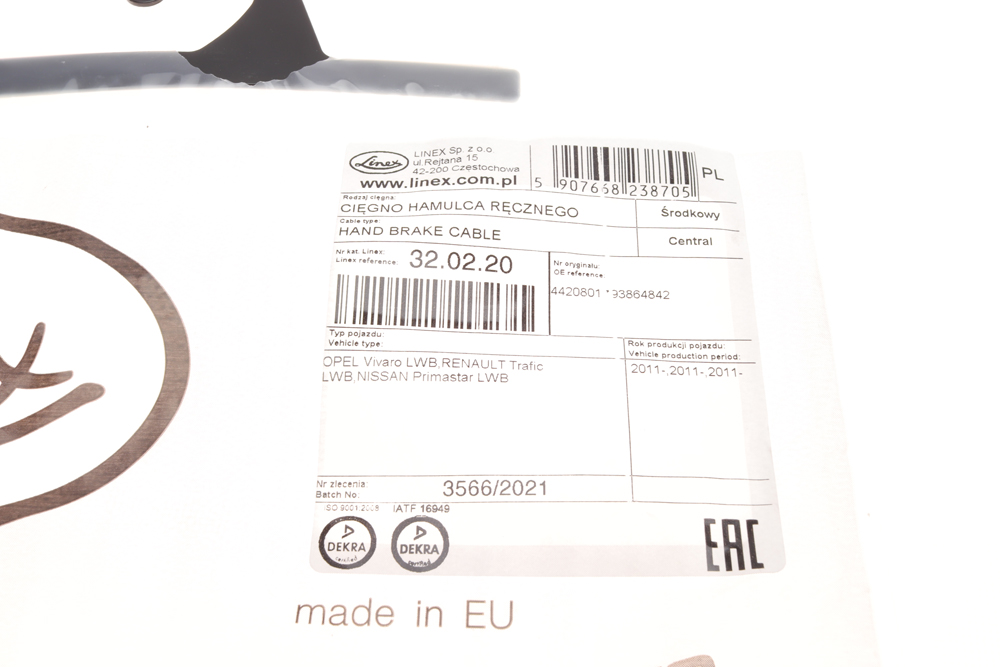 Linex
LINEX Sp. z o.o
ul.Rejtana 15
42-200 Czestochowa
www.linex.com.pl
5 907668 238705
PL
Rodzaj cięgna:
CIĘGNO HAMULCA RĘCZNEGO
Środkowy
Cable type:
HAND BRAKE CABLE
Central
Nr kat. Linex:
Linex reference:
32.02.20
Nr oryginału:
OE reference:
4420801 *93864842
Typ pojazdu:
Vehicle type:
Rok produkcji pojazdu:
Vehicle production period:
OPEL Vivaro LWB,RENAULT Trafic
LWB,NISSAN Primastar LWB
2011-,2011-,2011-
Nr zlecenia:
Batch No:
3566/2021
ISO 9001:2008
IATF 16949
DEKRA
DEKRA
EAC
made in EU